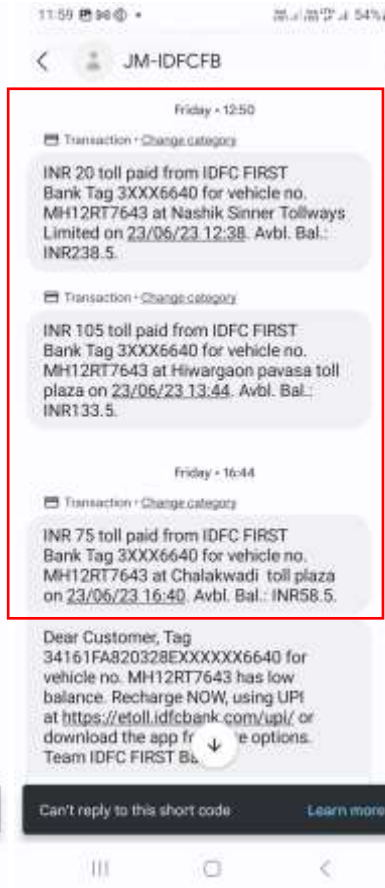 11:59
54%
JM-IDFCFB
Friday • 12:50
Transaction • Change category
INR 20 toll paid from IDFC FIRST
Bank Tag 3XXX6640 for vehicle no.
MH12RT7643 at Nashik Sinner Tollways
Limited on 23/06/23 12:38. Avbl. Bal.:
INR238.5.
Transaction • Change category
INR 105 toll paid from IDFC FIRST
Bank Tag 3XXX6640 for vehicle no.
MH12RT7643 at Hiwargaon pavasa toll
plaza on 23/06/23 13:44. Avbl. Bal.:
INR133.5.
Friday • 16:44
Transaction • Change category
INR 75 toll paid from IDFC FIRST
Bank Tag 3XXX6640 for vehicle no.
MH12RT7643 at Chalakwadi toll plaza
on 23/06/23 16:40. Avbl. Bal.: INR58.5.
Dear Customer, Tag
34161FA820328EXXXXXX6640 for
vehicle no. MH12RT7643 has low
balance. Recharge NOW, using UPI
at https://etoll.idfcbank.com/upi/ or
download the app options.
Team IDFC FIRST
Can't reply to this short code
Learn more